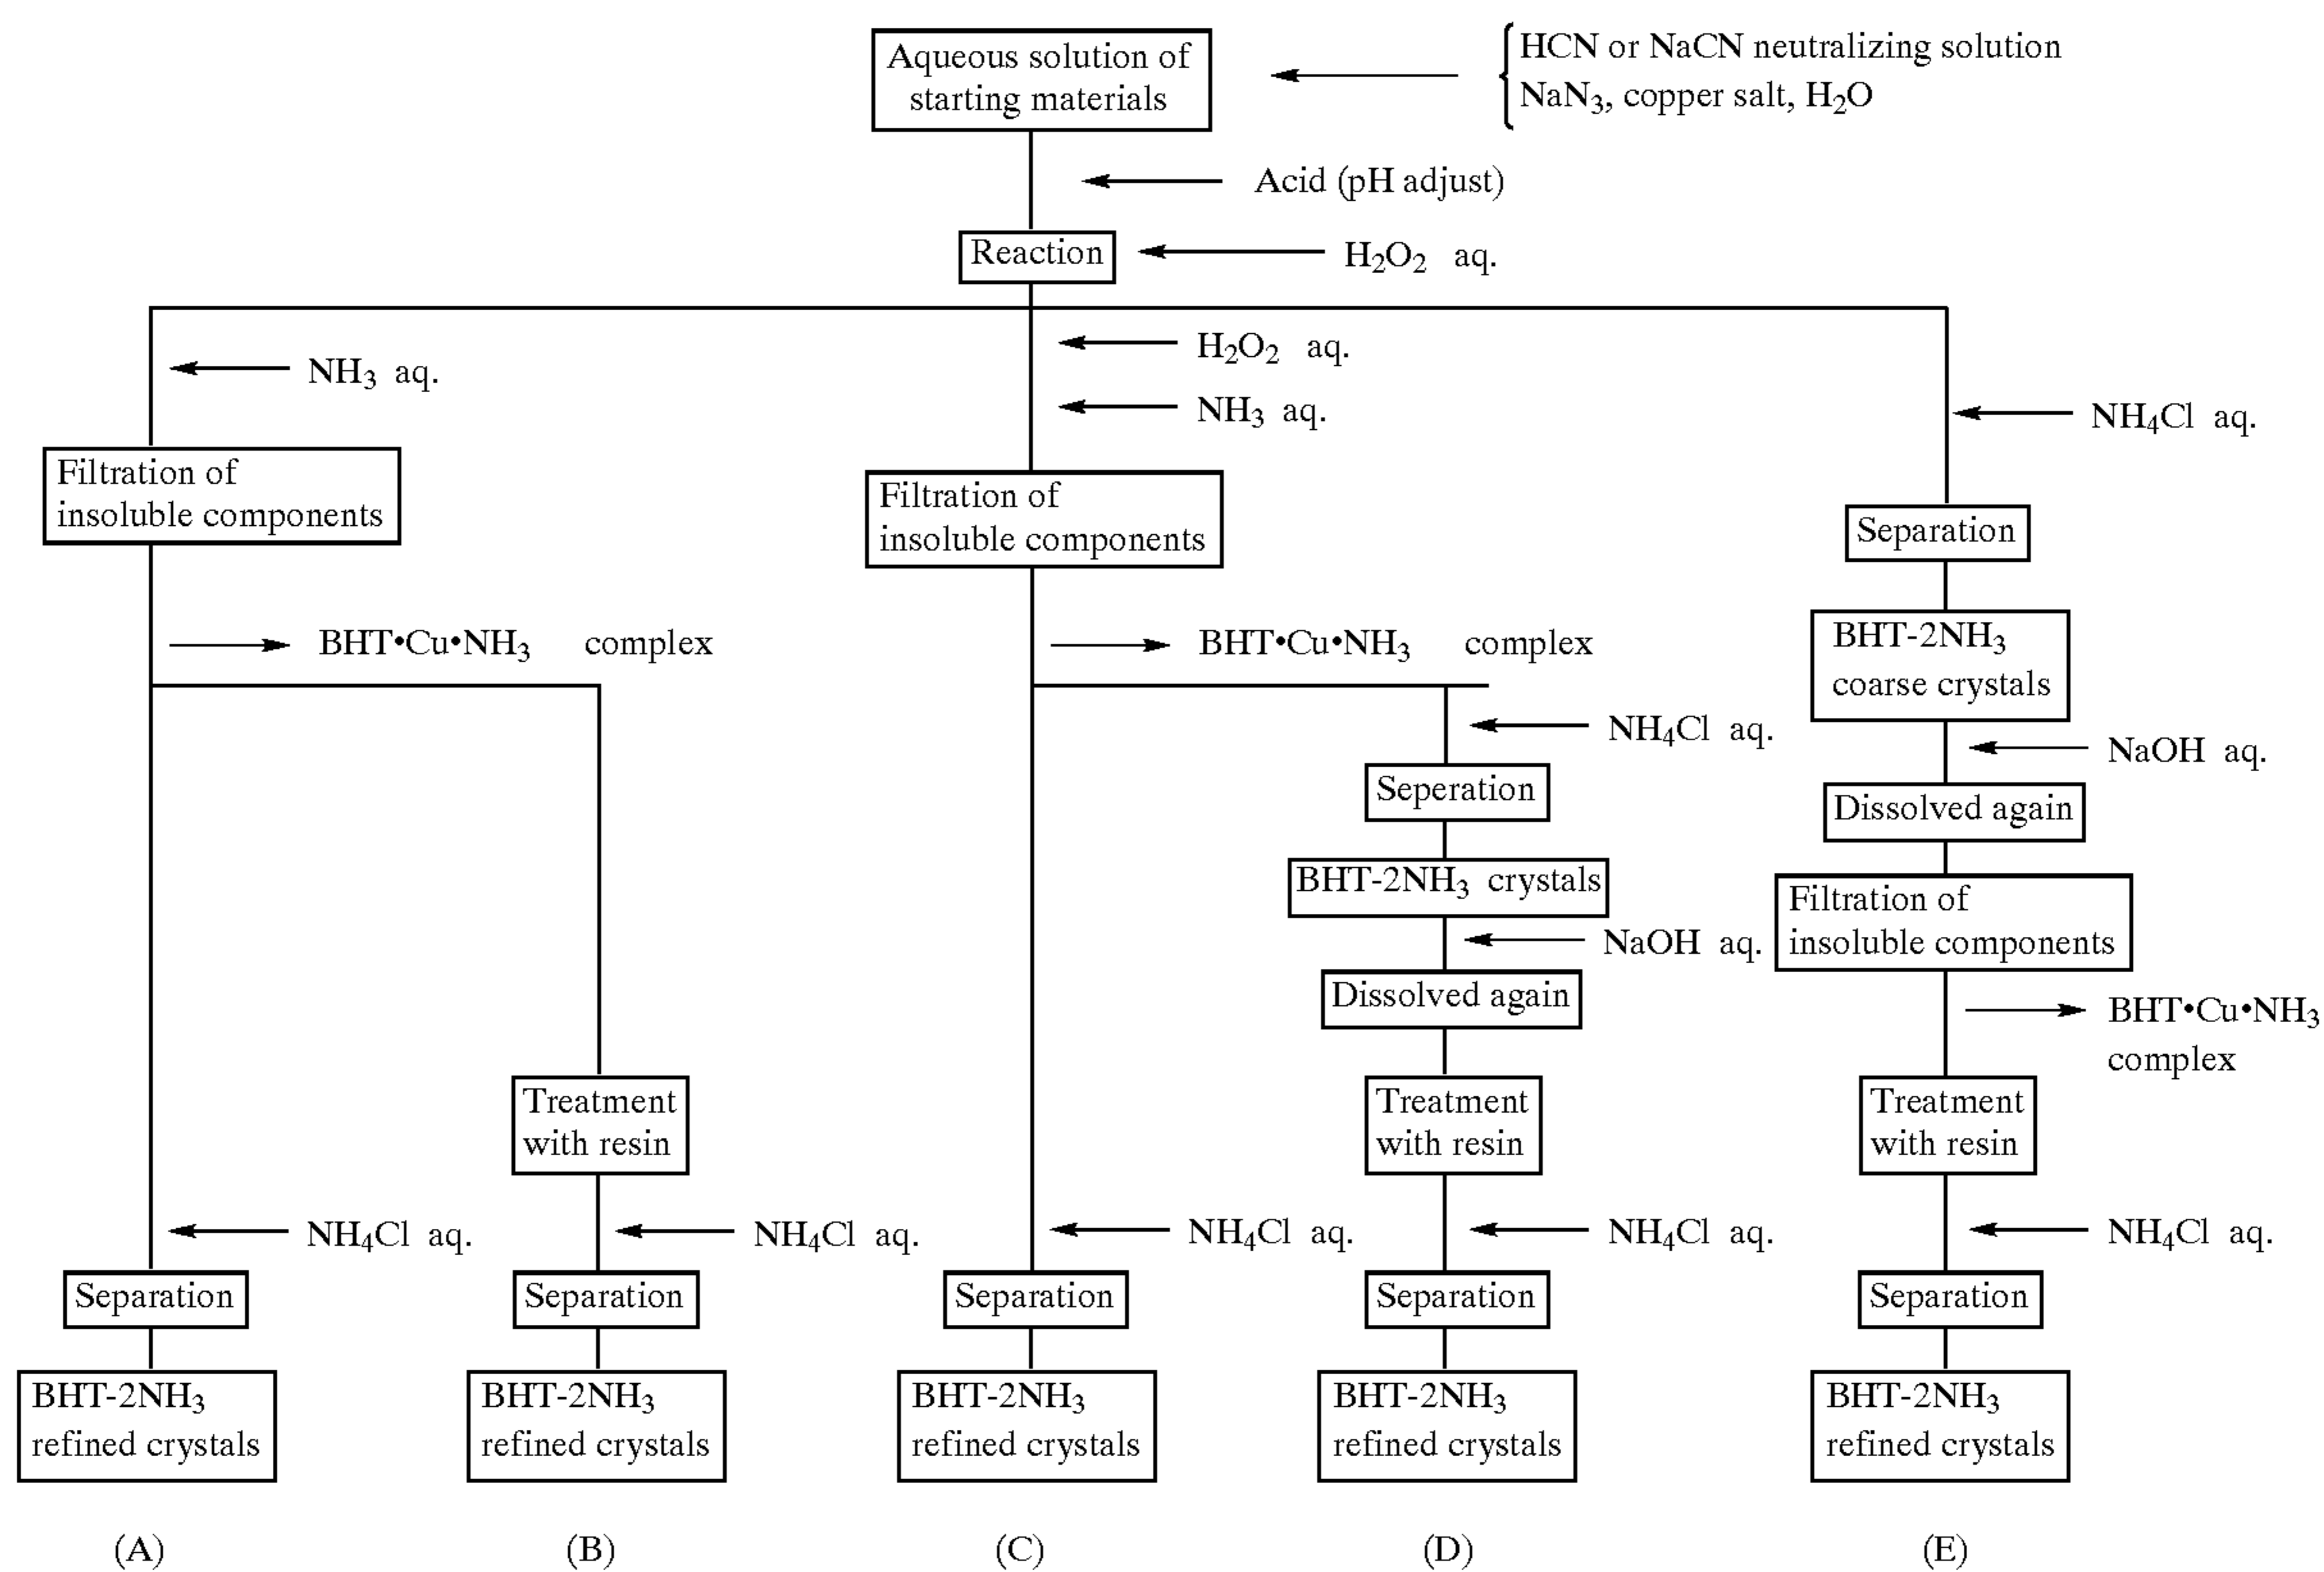 Aqueous solution of
starting materials
HCN or NaCN neutralizing solution
NaN3, copper salt, H2O
Acid (pH adjust)
Reaction
H2O2 aq.
NH3 aq.
H2O2 aq.
NH3 aq.
NH4Cl aq.
Filtration of
insoluble components
Filtration of
insoluble components
Separation
BHT•Cu•NH3 complex
BHT•Cu•NH3 complex
BHT-2NH3
coarse crystals
NH4Cl aq.
NaOH aq.
Seperation
Dissolved again
BHT-2NH3 crystals
Filtration of
insoluble components
NaOH aq.
Dissolved again
BHT•Cu•NH3
complex
Treatment
with resin
Treatment
with resin
Treatment
with resin
NH4Cl aq.
NH4Cl aq.
NH4Cl aq.
NH4Cl aq.
NH4Cl aq.
Separation
Separation
Separation
Separation
Separation
BHT-2NH3
refined crystals
BHT-2NH3
refined crystals
BHT-2NH3
refined crystals
BHT-2NH3
refined crystals
BHT-2NH3
refined crystals
(A)
(B)
(C)
(D)
(E)